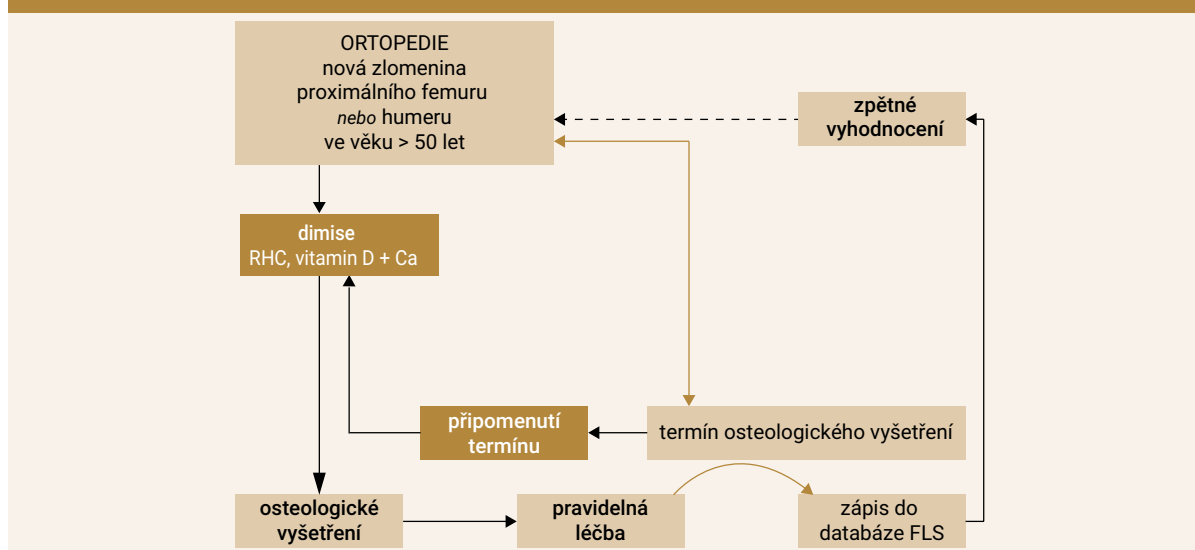 ORTOPEDIE
nová zlomenina
proximálního femuru
nebo humeru
ve věku > 50 let
zpětné
vyhodnocení
dimise
RHC, vitamin D + Ca
připomenutí
termínu
termín osteologického vyšetření
osteologické
vyšetření
pravidelná
léčba
zápis do
databáze FLS